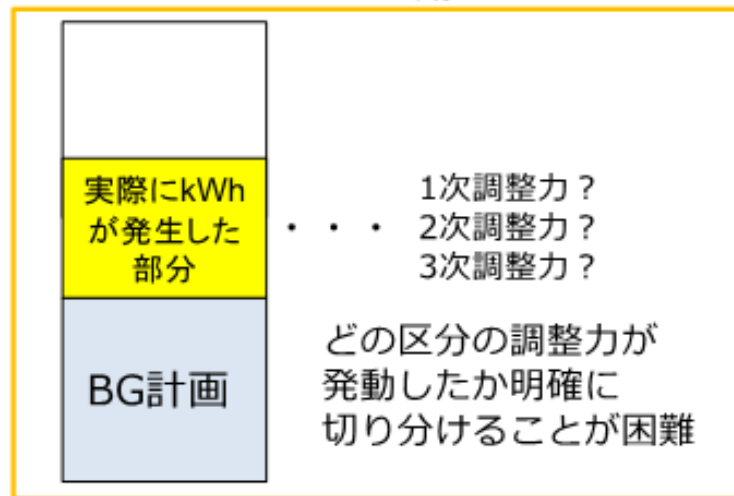 実際にkWh
が発生した
部分
・・・
1次調整力？
2次調整力？
3次調整力？
BG計画
どの区分の調整力が
発動したか明確に
切り分けることが困難